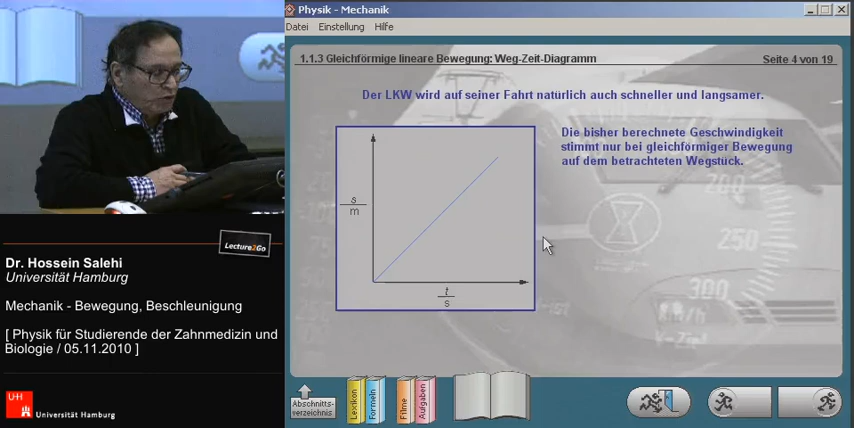 Physik - Mechanik
Datei Einstellung Hilfe
1.1.3 Gleichförmige lineare Bewegung: Weg-Zeit-Diagramm
Seite 4 von 19
Der LKW wird auf seiner Fahrt natürlich auch schneller und langsamer.
Die bisher berechnete Geschwindigkeit
stimmt nur bei gleichförmiger Bewegung
auf dem betrachteten Wegstück.
s
m
t
s
200
250
300
km/h
Abschnitts-
verzeichnis
Lexikon
Formeln
Filme
Aufgaben
Lecture2Go
Dr. Hossein Salehi
Universität Hamburg
Mechanik - Bewegung, Beschleunigung
[ Physik für Studierende der Zahnmedizin und
Biologie / 05.11.2010 ]
UHH
Universität Hamburg